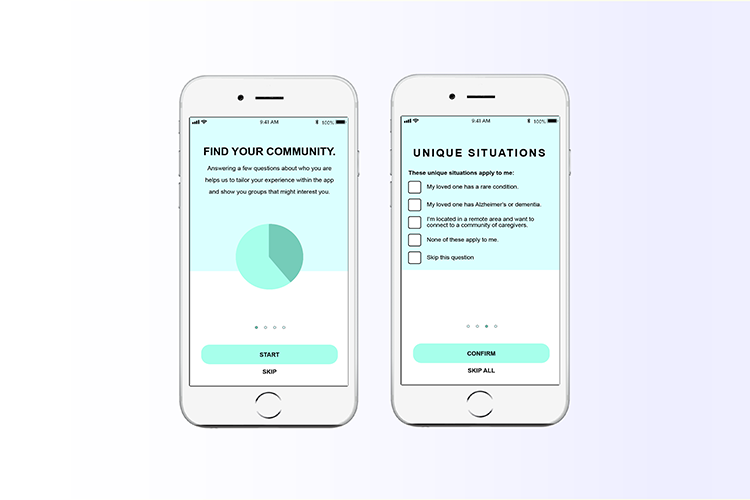 9:41 AM
100%
FIND YOUR COMMUNITY.
Answering a few questions about who you are
helps us to tailor your experience within the app
and show you groups that might interest you.
START
SKIP
9:41 AM
100%
UNIQUE SITUATIONS
These unique situations apply to me:
My loved one has a rare condition.
My loved one has Alzheimer's or dementia.
I'm located in a remote area and want to
connect to a community of caregivers.
None of these apply to me.
Skip this question
CONFIRM
SKIP ALL